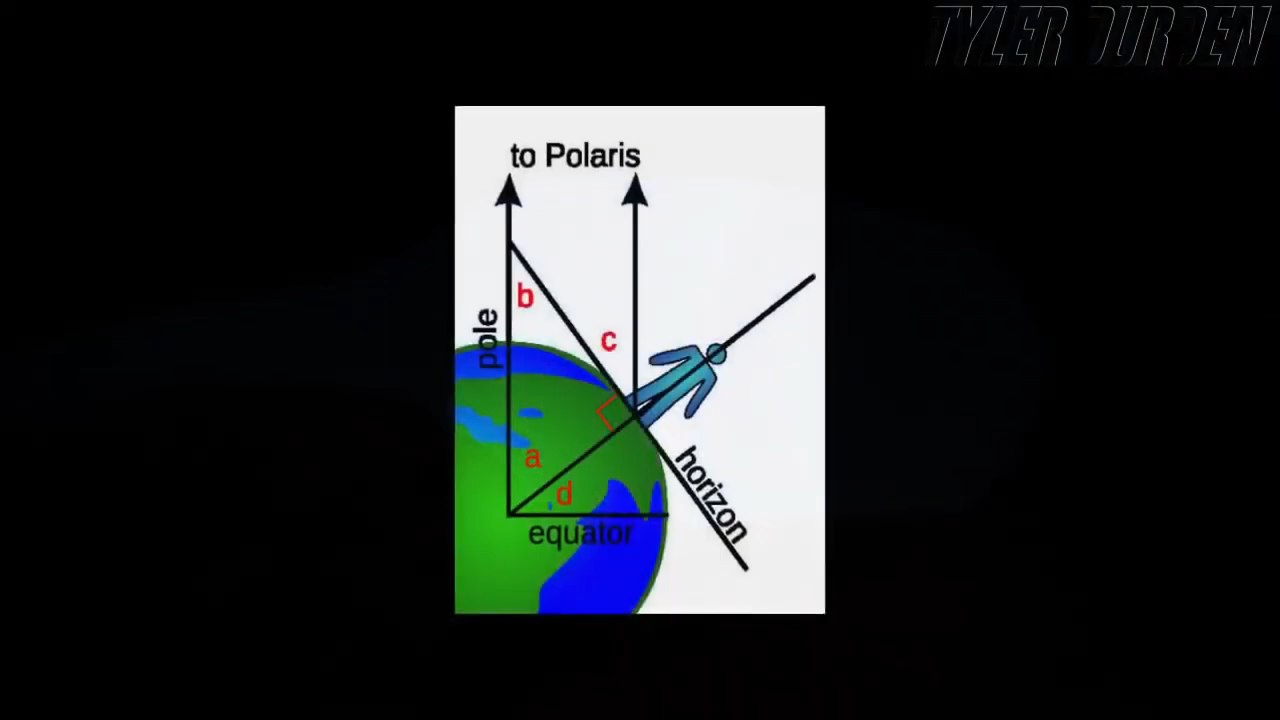 TYLER DURDEN
to Polaris
b
c
pole
a
d
horizon
equator